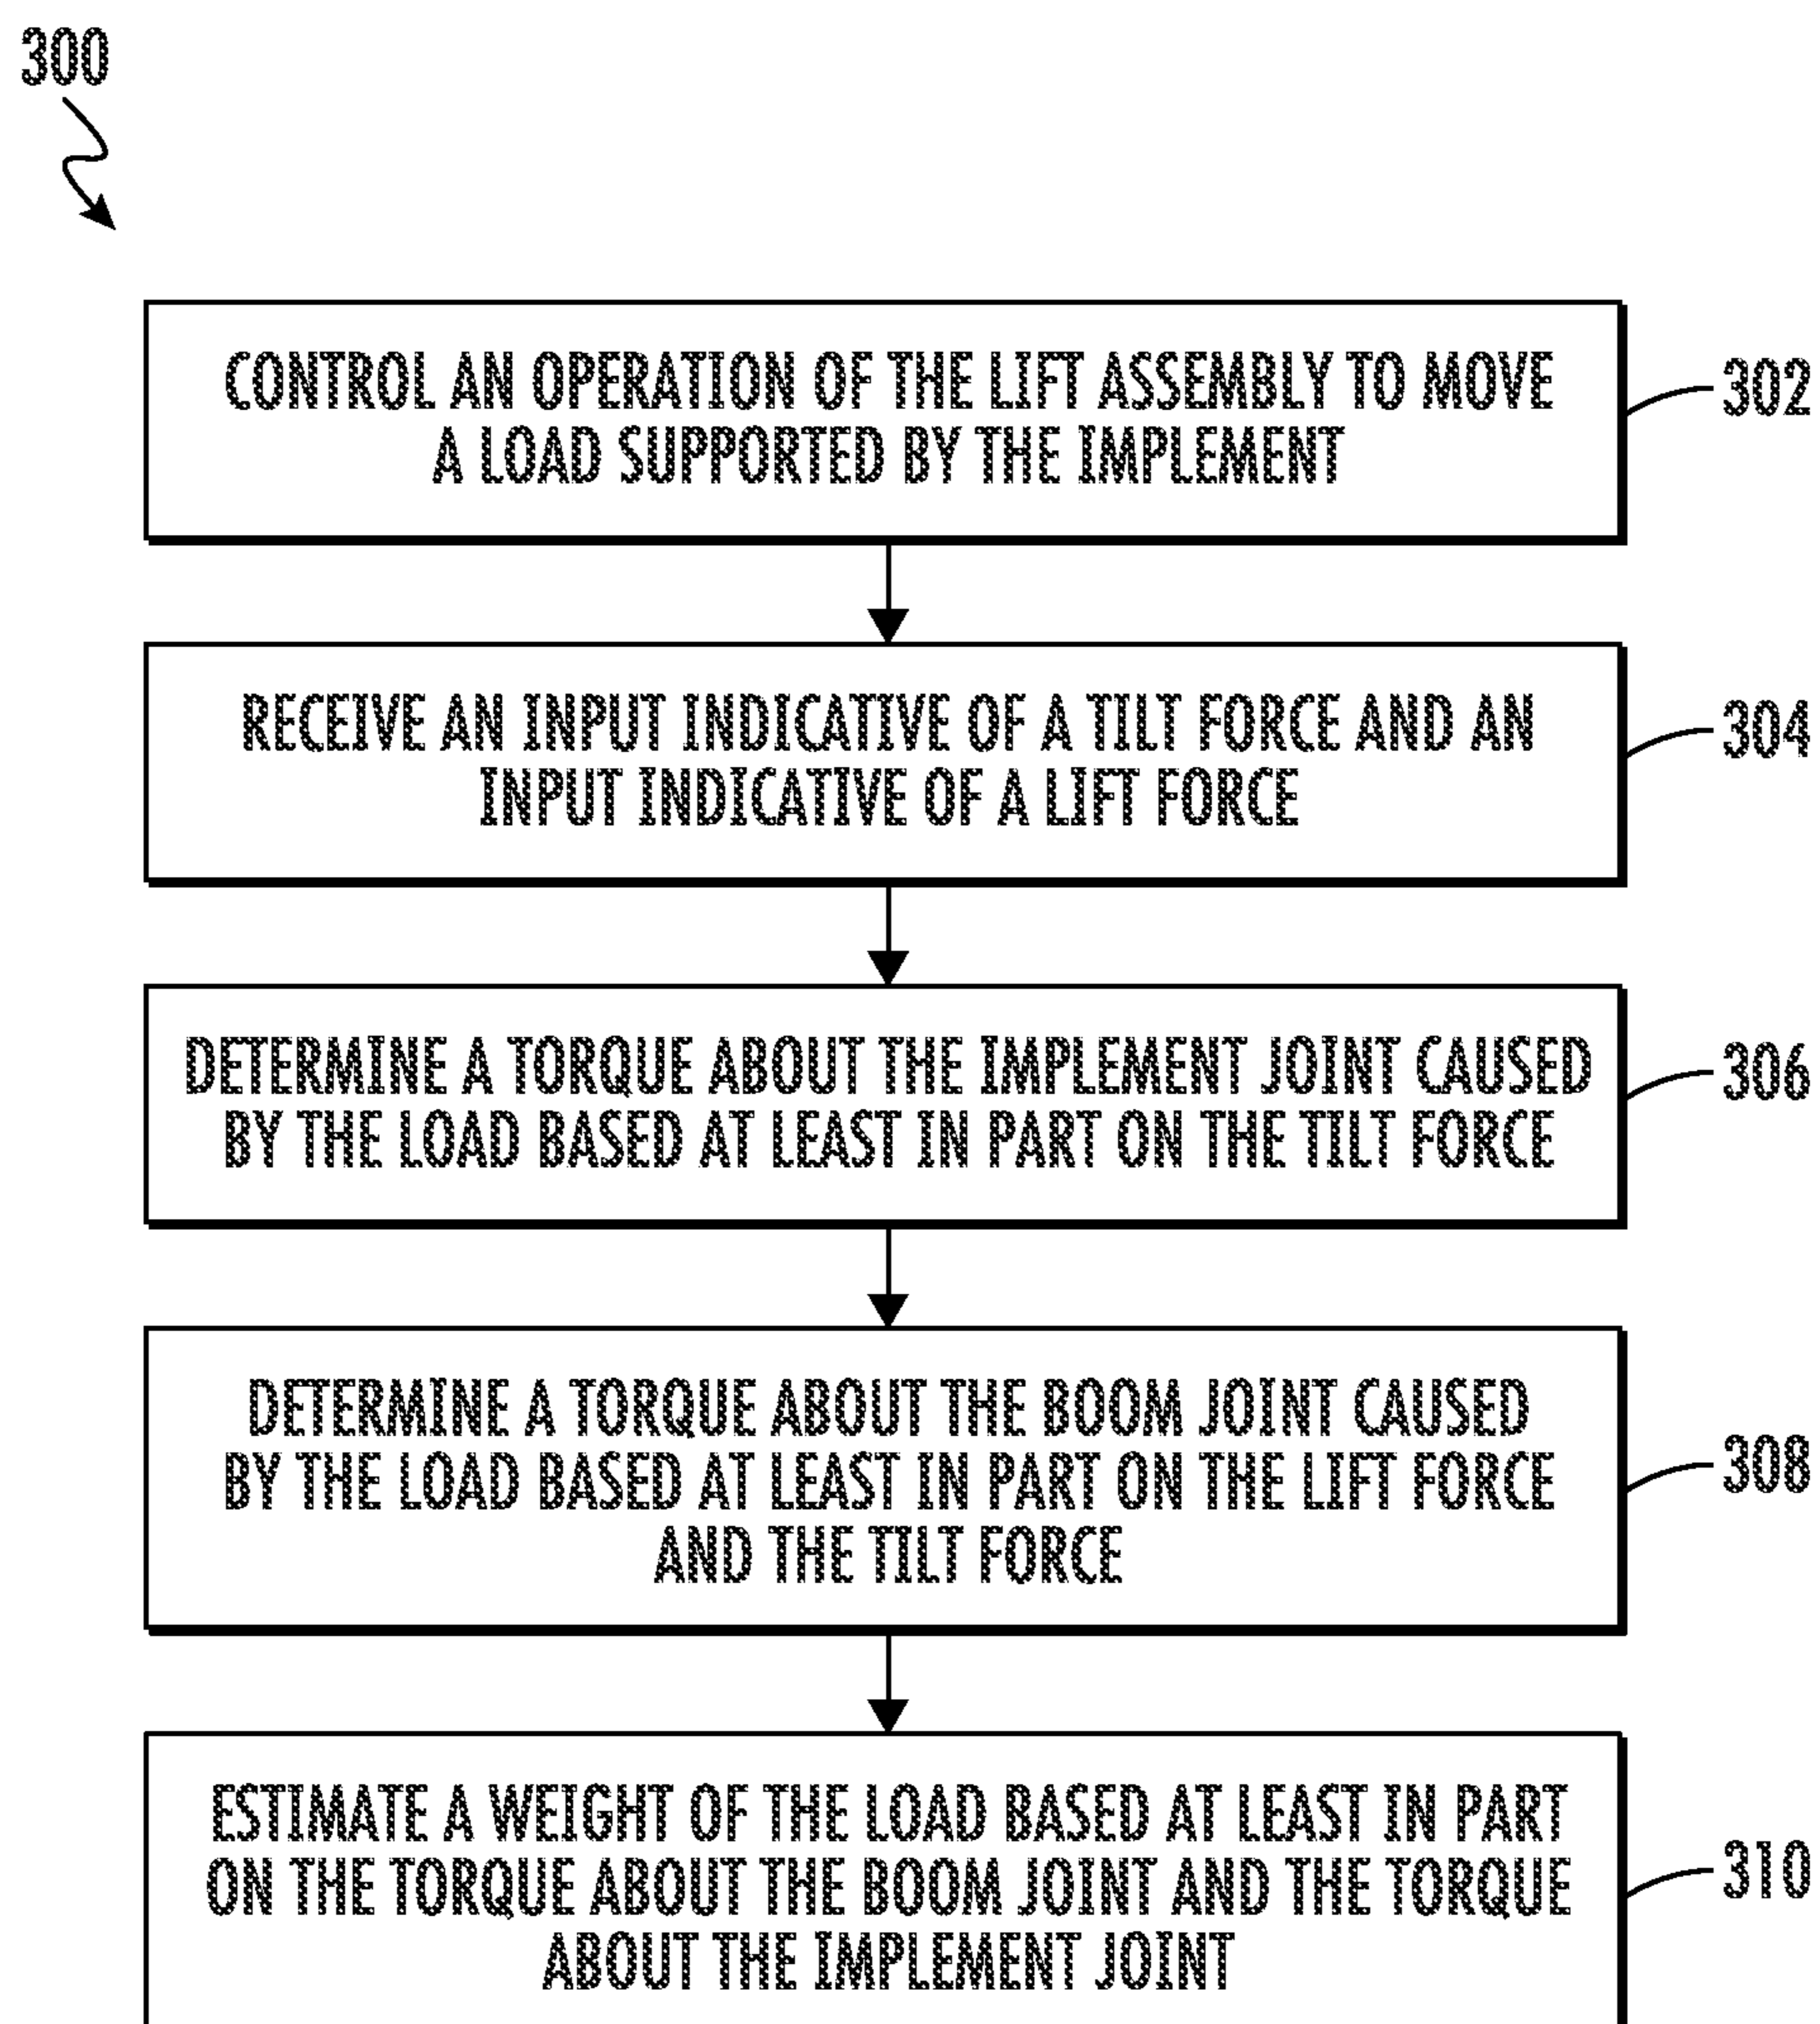 300
CONTROL AN OPERATION OF THE LIFT ASSEMBLY TO MOVE
A LOAD SUPPORTED BY THE IMPLEMENT
302
RECEIVE AN INPUT INDICATIVE OF A TILT FORCE AND AN
INPUT INDICATIVE OF A LIFT FORCE
304
DETERMINE A TORQUE ABOUT THE IMPLEMENT JOINT CAUSED
BY THE LOAD BASED AT LEAST IN PART ON THE TILT FORCE
306
DETERMINE A TORQUE ABOUT THE BOOM JOINT CAUSED
BY THE LOAD BASED AT LEAST IN PART ON THE LIFT FORCE
AND THE TILT FORCE
308
ESTIMATE A WEIGHT OF THE LOAD BASED AT LEAST IN PART
ON THE TORQUE ABOUT THE BOOM JOINT AND THE TORQUE
ABOUT THE IMPLEMENT JOINT
310